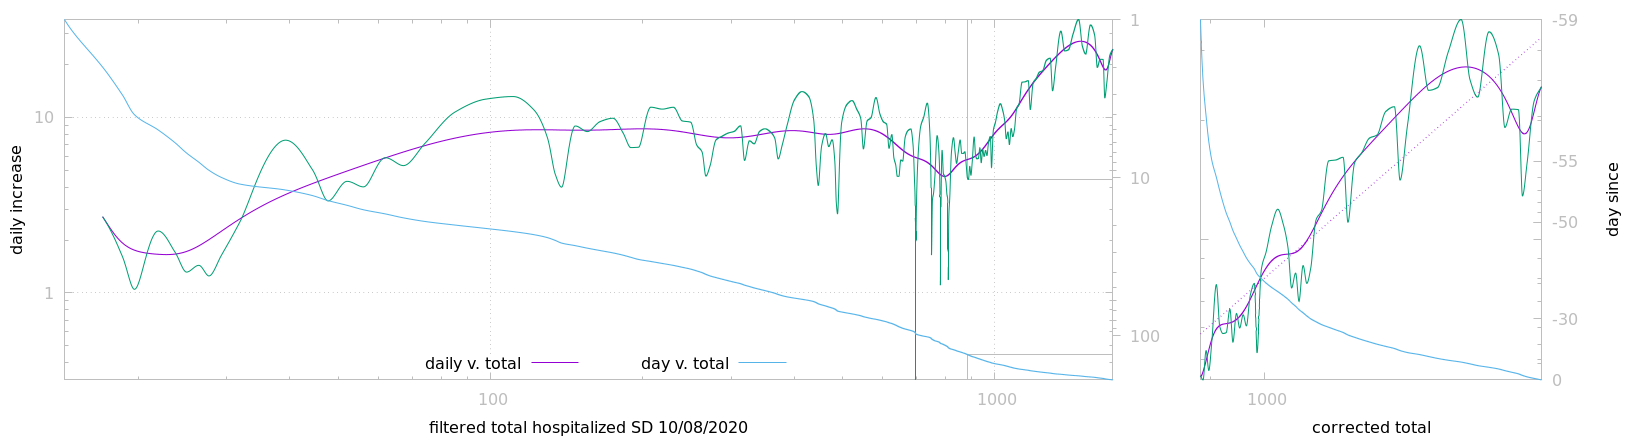 1
-59
10
-55
daily increase
10
day since
-50
1
-30
100
daily v. total
day v. total
0
100
1000
1000
filtered total hospitalized SD 10/08/2020
corrected total